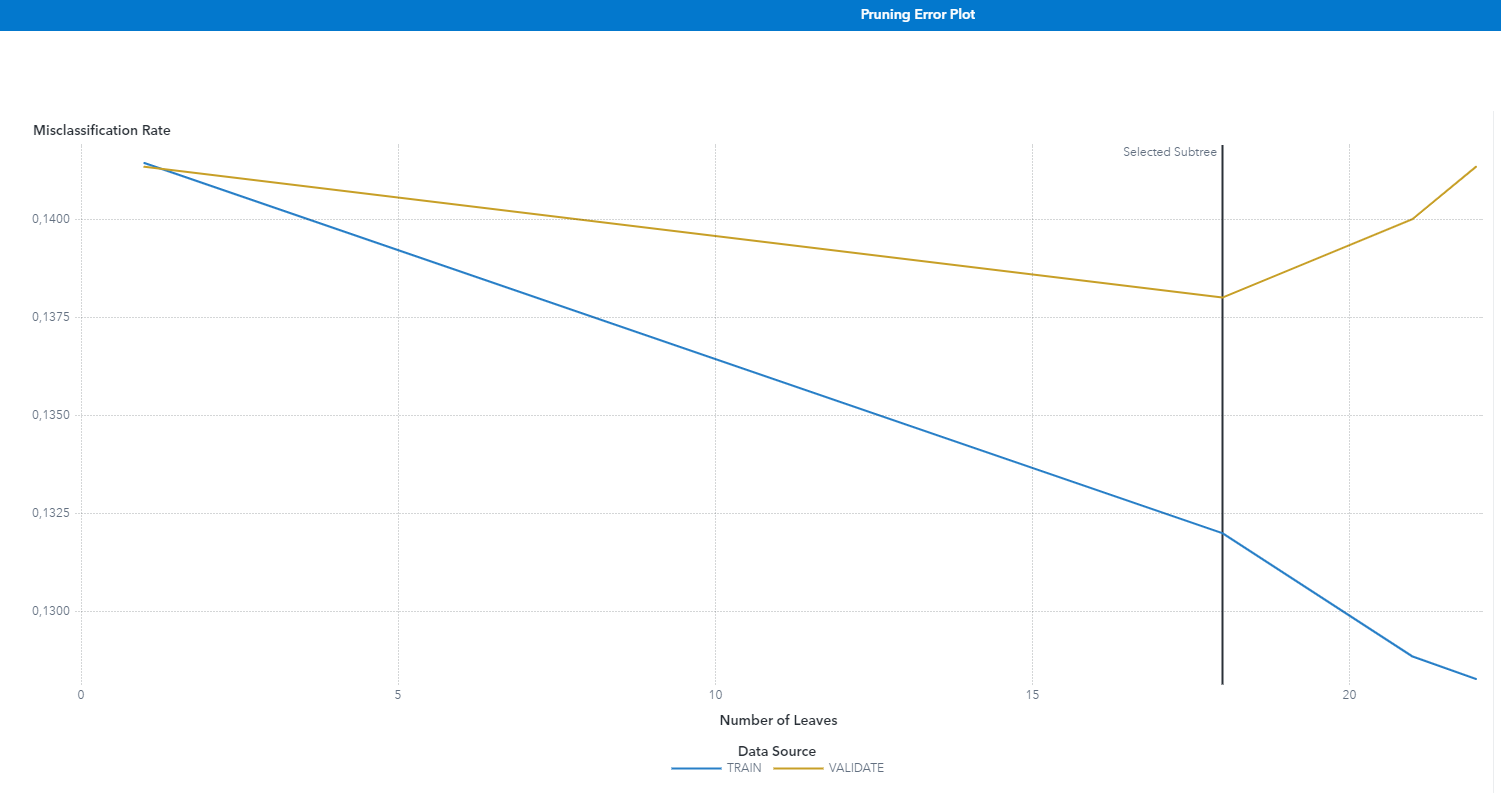 Pruning Error Plot
Misclassification Rate
Selected Subtree
0,1400
0,1375
0,1350
0,1325
0,1300
0 5 10 15 20
Number of Leaves
Data Source
TRAIN VALIDATE